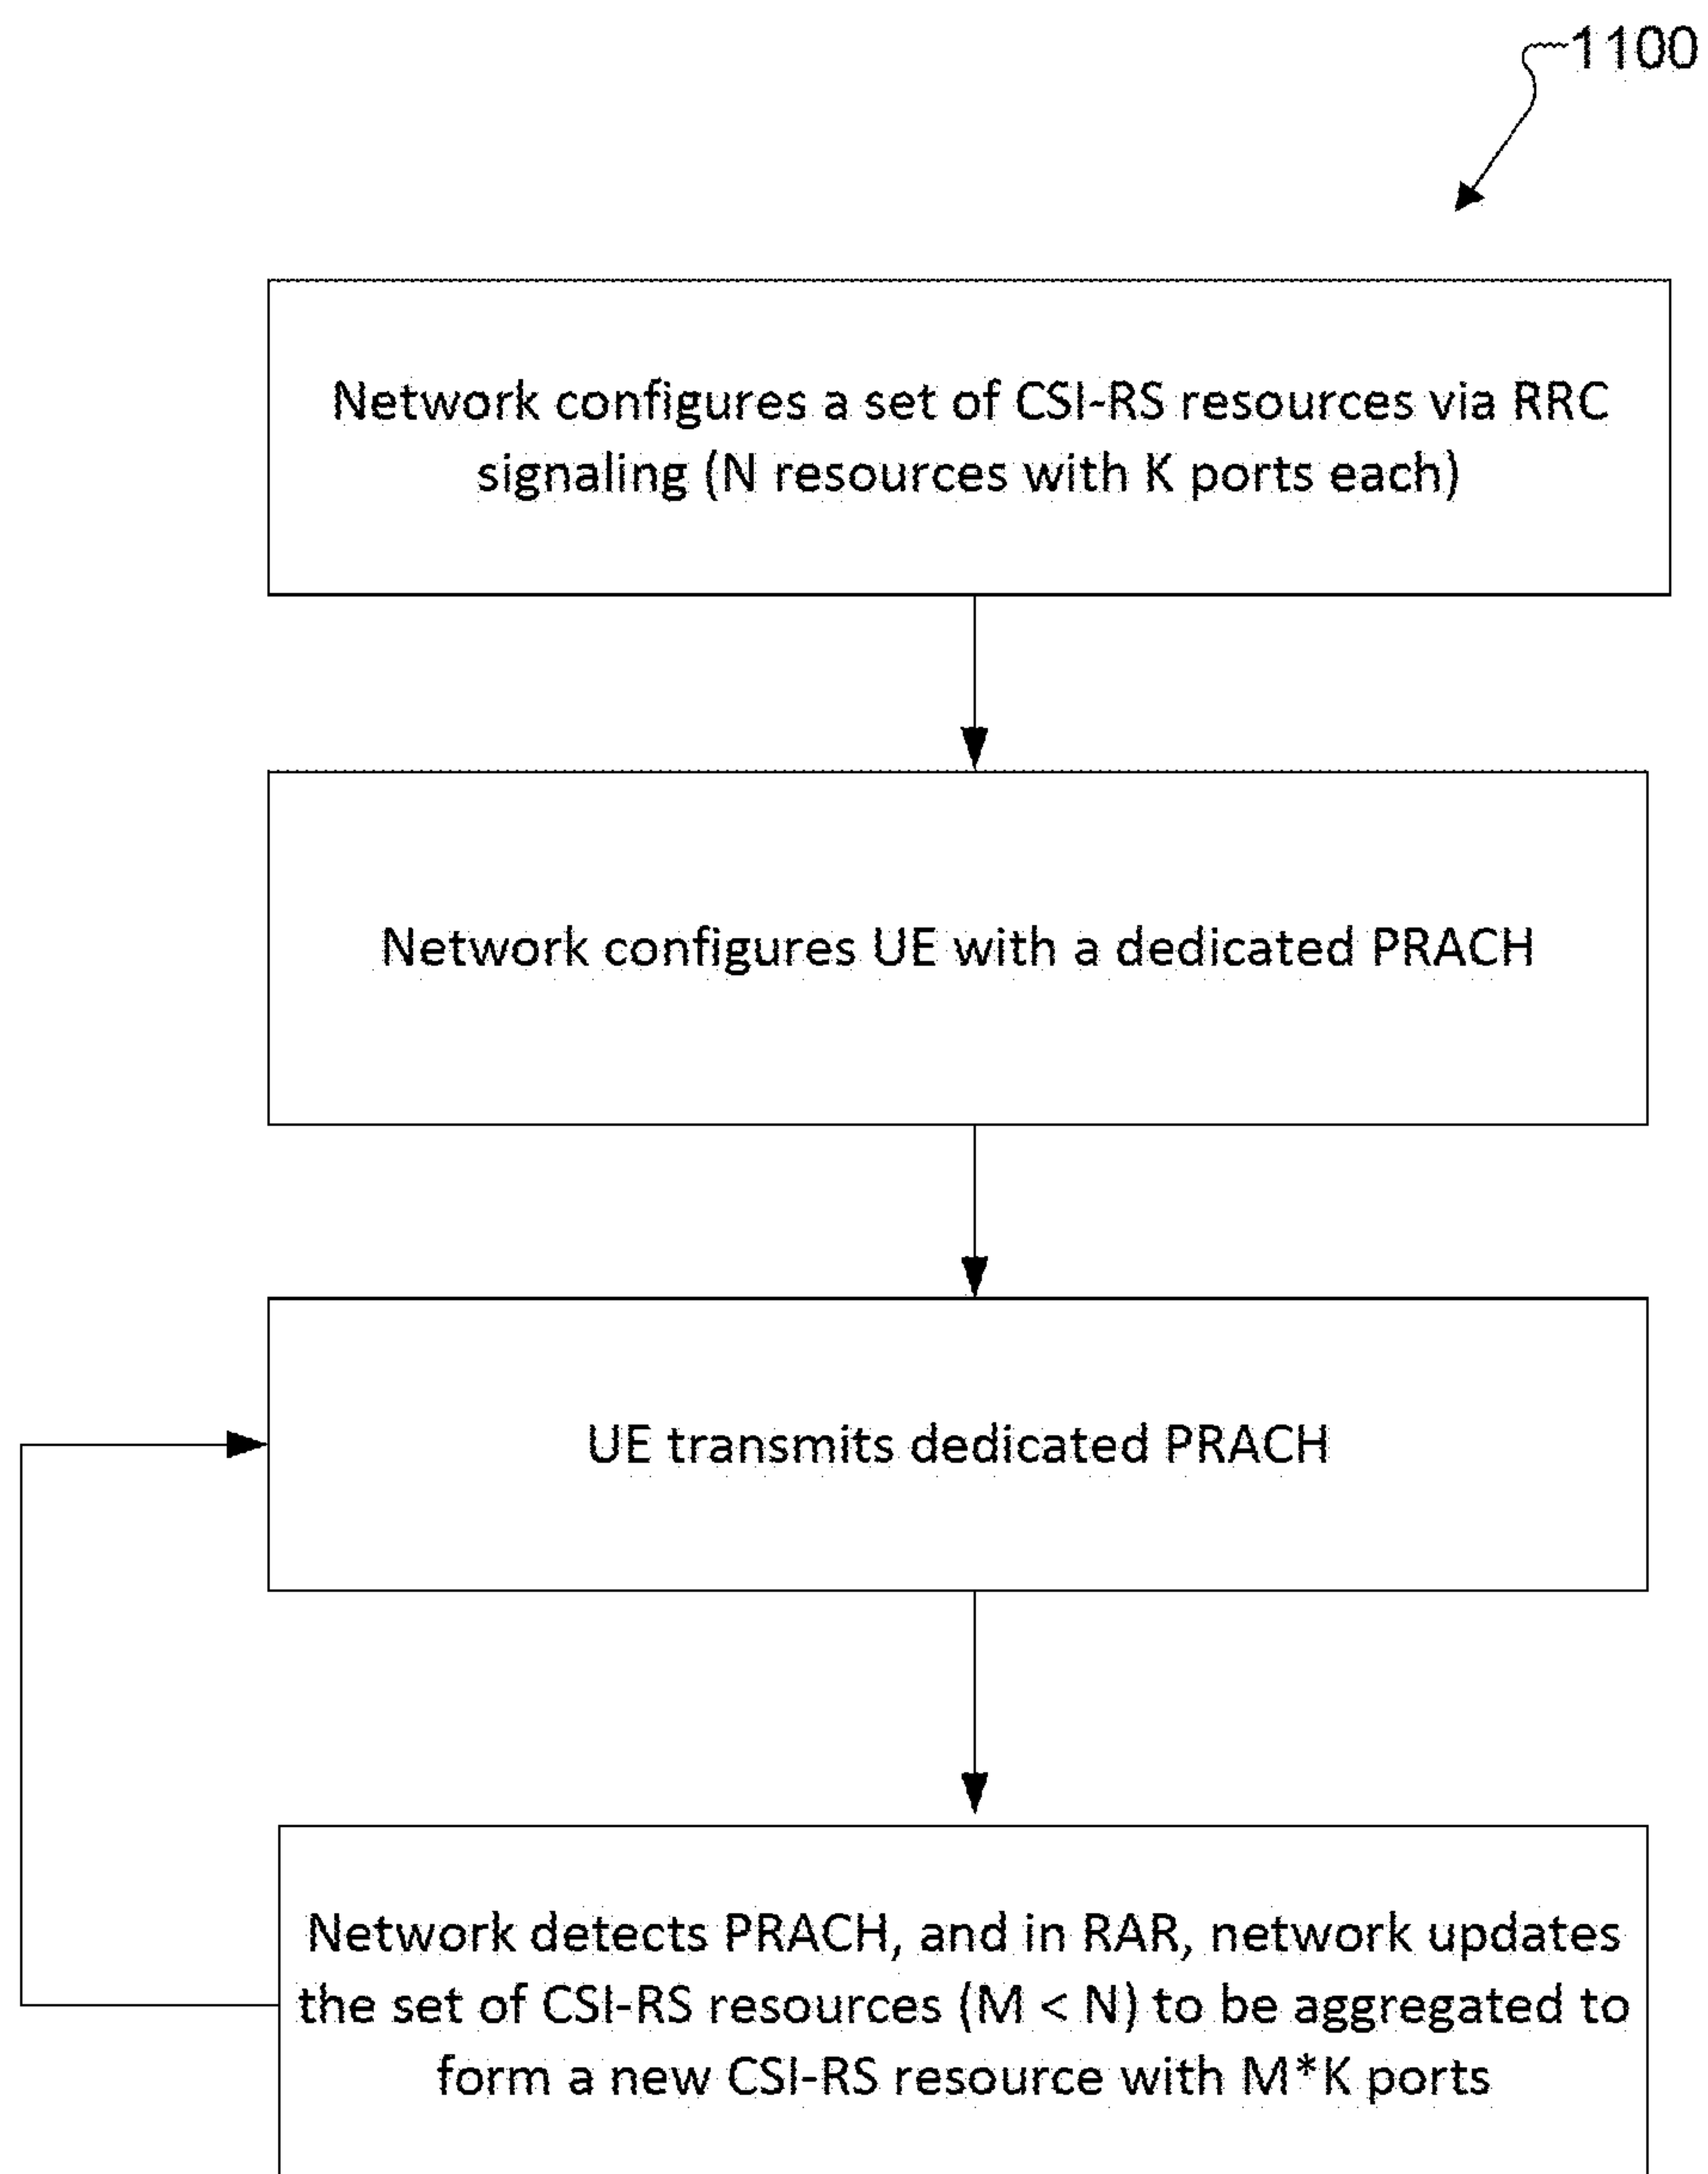 1100
Network configures a set of CSI-RS resources via RRC
signaling (N resources with K ports each)
Network configures UE with a dedicated PRACH
UE transmits dedicated PRACH
Network detects PRACH, and in RAR, network updates
the set of CSI-RS resources (M < N) to be aggregated to
form a new CSI-RS resource with M*K ports